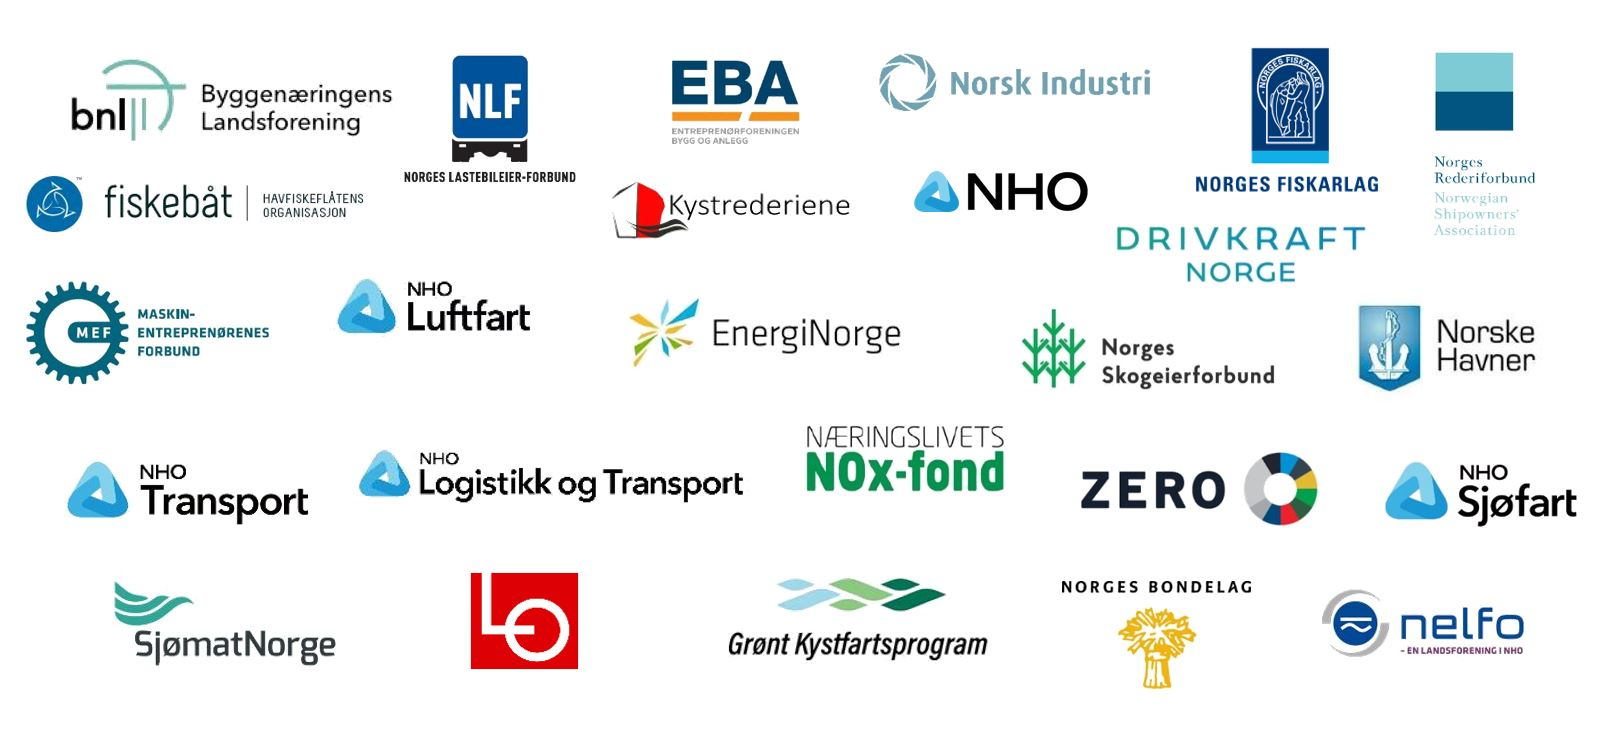 bnl
Byggenæringens
Landsforening
NLF
NORGES LASTEBILEIER-FORBUND
EBA
ENTREPRENØRFORENINGEN
BYGG OG ANLEGG
Norsk Industri
NORGES FISKARLAG
NORGES FISKARLAG
Norges
Rederiforbund
Norwegian
Shipowners'
Association
TM
fiskebåt
HAVFISKEFLÅTENS
ORGANISASJON
Kystrederiene
NHO
DRIVKRAFT
NORGE
MEF
MASKIN-
ENTREPRENØRENES
FORBUND
NHO
Luftfart
EnergiNorge
Norges
Skogeierforbund
Norske
Havner
NHO
Transport
NHO
Logistikk og Transport
NÆRINGSLIVETS
NOx-fond
ZERO
NHO
Sjøfart
SjømatNorge
LO
Grønt Kystfartsprogram
NORGES BONDELAG
nelfo
- EN LANDSFORENING I NHO